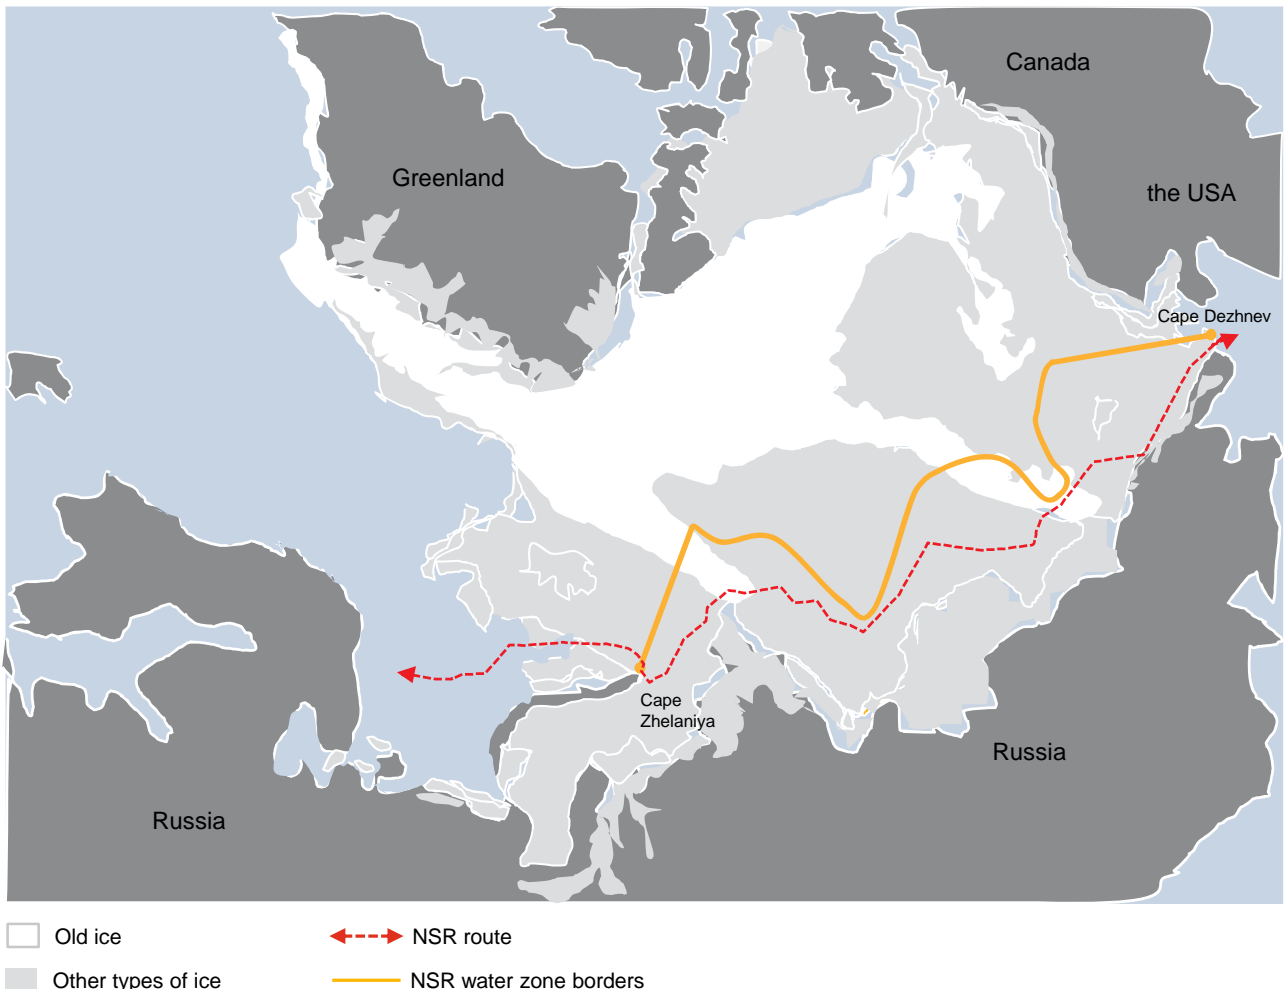 Canada
Greenland
the USA
Cape Dezhnev
Cape
Zhelaniya
Russia
Russia
Old ice
NSR route
Other types of ice
NSR water zone borders